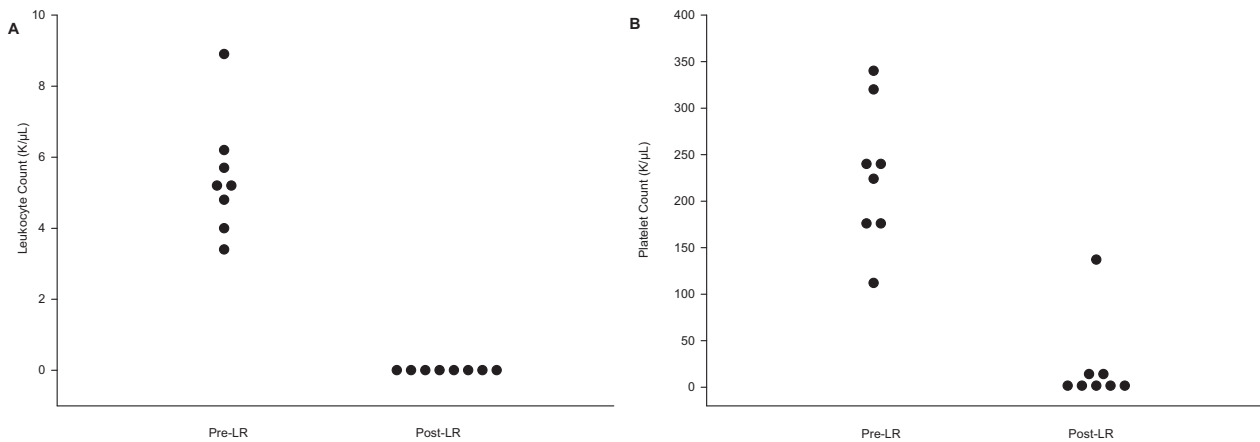 A
Leukocyte Count (K/µL)
10
8
6
4
2
0
Pre-LR
Post-LR
B
Platelet Count (K/µL)
400
350
300
250
200
150
100
50
0
Pre-LR
Post-LR